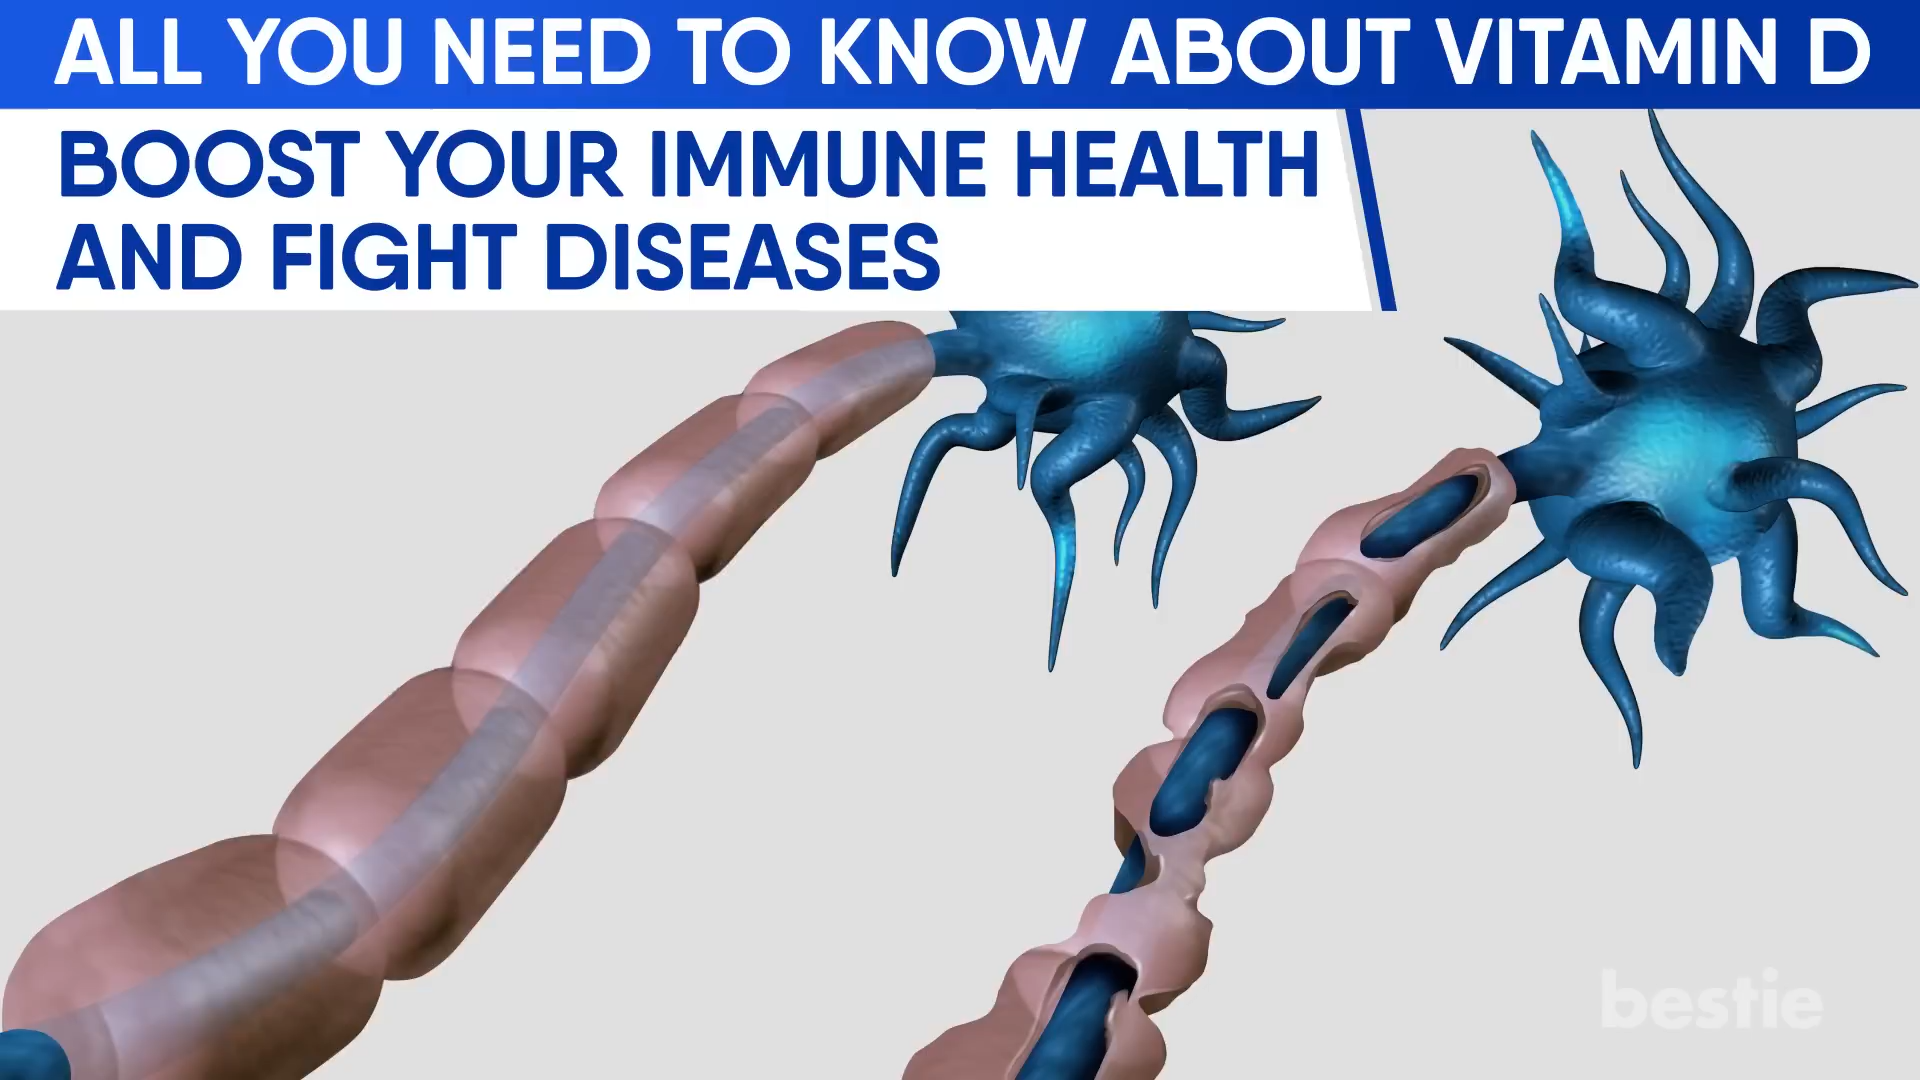 ALL YOU NEED TO KNOW ABOUT VITAMIN D
BOOST YOUR IMMUNE HEALTH
AND FIGHT DISEASES
bestie